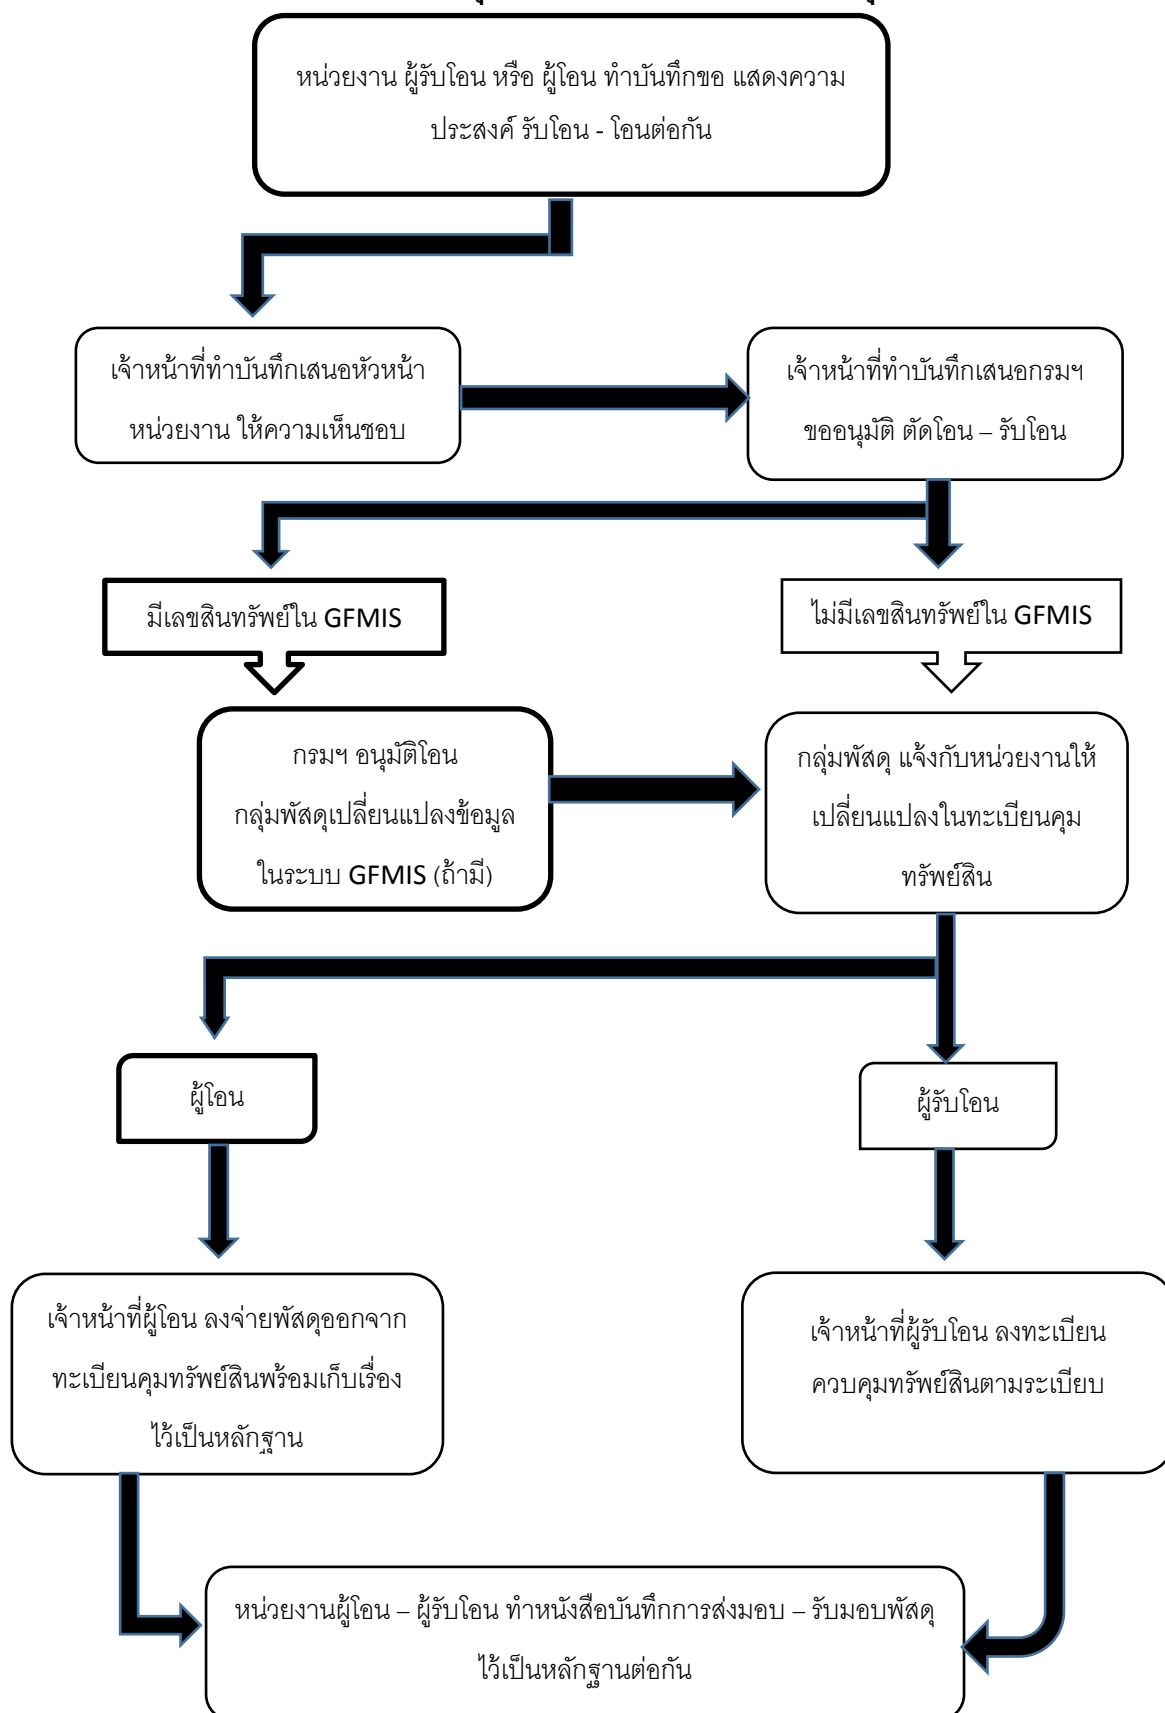 หน่วยงาน ผู้รับโอน หรือ ผู้โอน ทำบันทึกขอ แสดงความ
ประสงค์ รับโอน - โอนต่อกัน
เจ้าหน้าที่ทำบันทึกเสนอหัวหน้า
หน่วยงาน ให้ความเห็นชอบ
เจ้าหน้าที่ทำบันทึกเสนอกรมฯ
ขออนุมัติ ตัดโอน – รับโอน
มีเลขสินทรัพย์ใน GFMIS
ไม่มีเลขสินทรัพย์ใน GFMIS
กรมฯ อนุมัติโอน
กลุ่มพัสดุเปลี่ยนแปลงข้อมูล
ในระบบ GFMIS (ถ้ามี)
กลุ่มพัสดุ แจ้งกับหน่วยงานให้
เปลี่ยนแปลงในทะเบียนคุม
ทรัพย์สิน
ผู้โอน
ผู้รับโอน
เจ้าหน้าที่ผู้โอน ลงจ่ายพัสดุออกจาก
ทะเบียนคุมทรัพย์สินพร้อมเก็บเรื่อง
ไว้เป็นหลักฐาน
เจ้าหน้าที่ผู้รับโอน ลงทะเบียน
ควบคุมทรัพย์สินตามระเบียบ
หน่วยงานผู้โอน – ผู้รับโอน ทำหนังสือบันทึกการส่งมอบ – รับมอบพัสดุ
ไว้เป็นหลักฐานต่อกัน